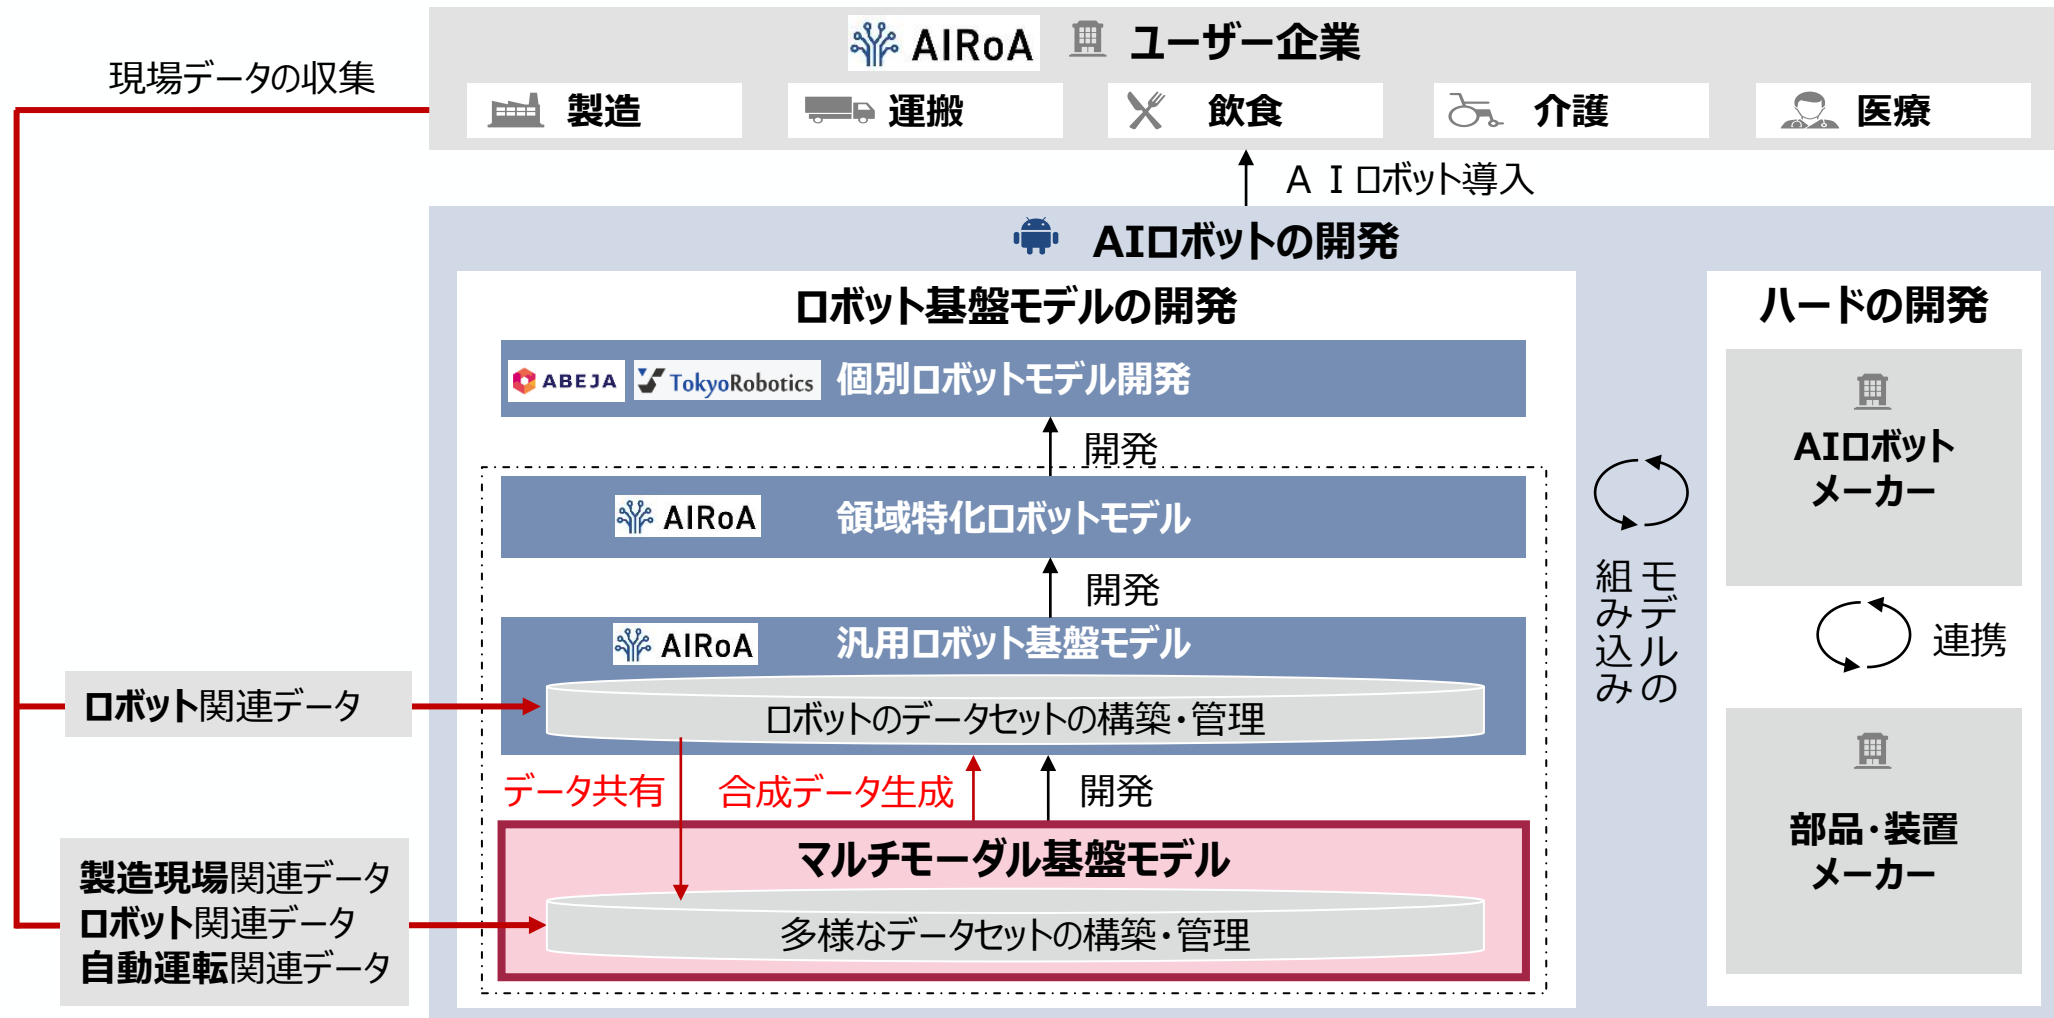 AIRoA ユーザー企業
現場データの収集
製造
運搬
飲食
介護
医療
ＡＩロボット導入
AIロボットの開発
ロボット基盤モデルの開発
ABEJA TokyoRobotics 個別ロボットモデル開発
開発
AIRoA 領域特化ロボットモデル
開発
AIRoA 汎用ロボット基盤モデル
ロボット関連データ
ロボットのデータセットの構築・管理
データ共有
合成データ生成
開発
マルチモーダル基盤モデル
多様なデータセットの構築・管理
製造現場関連データ
ロボット関連データ
自動運転関連データ
モデルの
組み込み
ハードの開発
AIロボット
メーカー
連携
部品・装置
メーカー